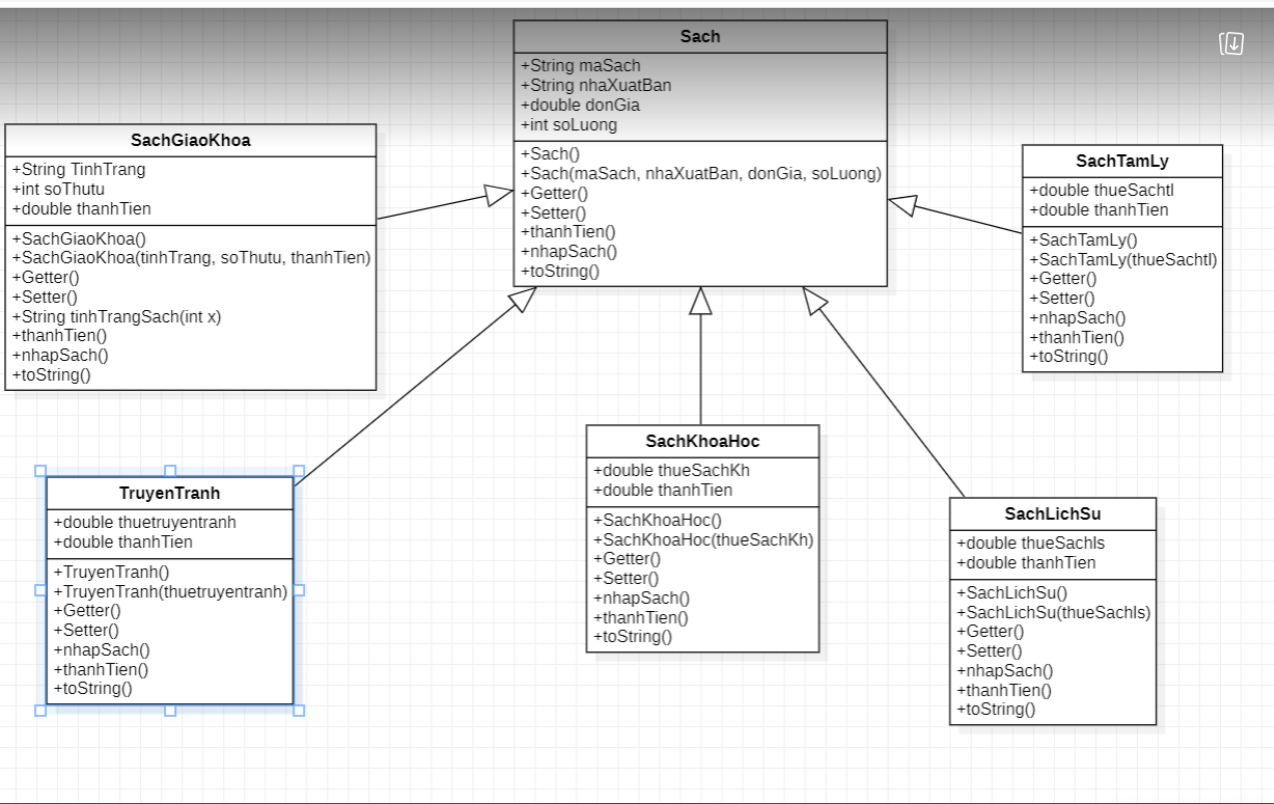 Sach
+String maSach
+String nhaXuatBan
+double donGia
+int soLuong
+Sach()
+Sach(maSach, nhaXuatBan, donGia, soLuong)
+Getter()
+Setter()
+thanhTien()
+nhapSach()
+toString()
SachGiaoKhoa
+String TinhTrang
+int soThutu
+double thanhTien
+SachGiaoKhoa()
+SachGiaoKhoa(tinhTrang, soThutu, thanhTien)
+Getter()
+Setter()
+String tinhTrangSach(int x)
+thanhTien()
+nhapSach()
+toString()
SachTamLy
+double thueSachtl
+double thanhTien
+SachTamLy()
+SachTamLy(thueSachtl)
+Getter()
+Setter()
+nhapSach()
+thanhTien()
+toString()
TruyenTranh
+double thuetruyentranh
+double thanhTien
+TruyenTranh()
+TruyenTranh(thuetruyentranh)
+Getter()
+Setter()
+nhapSach()
+thanhTien()
+toString()
SachKhoaHoc
+double thueSachKh
+double thanhTien
+SachKhoaHoc()
+SachKhoaHoc(thueSachKh)
+Getter()
+Setter()
+nhapSach()
+thanhTien()
+toString()
SachLichSu
+double thueSachls
+double thanhTien
+SachLichSu()
+SachLichSu(thueSachls)
+Getter()
+Setter()
+nhapSach()
+thanhTien()
+toString()